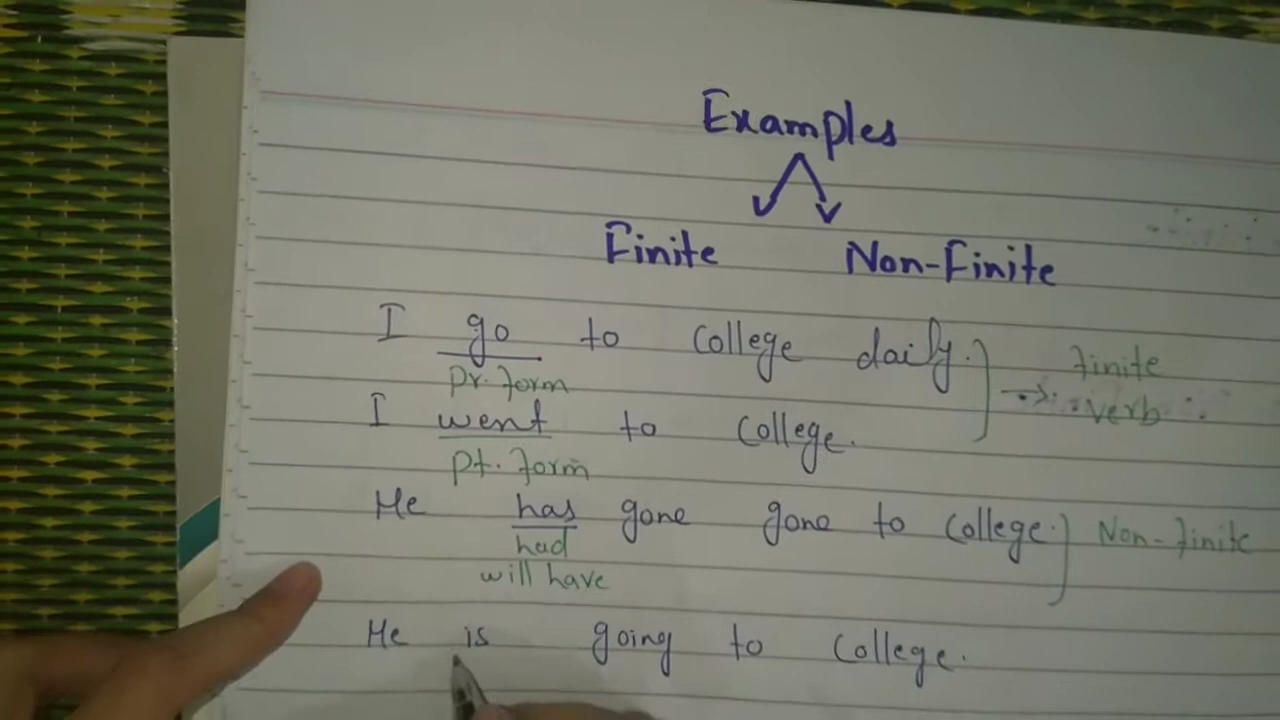 Examples
Finite Non-Finite
I go to College daily. finite
Pr. form verb
I went to College.
Pt. form
He has gone gone to College. Non-finite
had
will have
He is going to College.